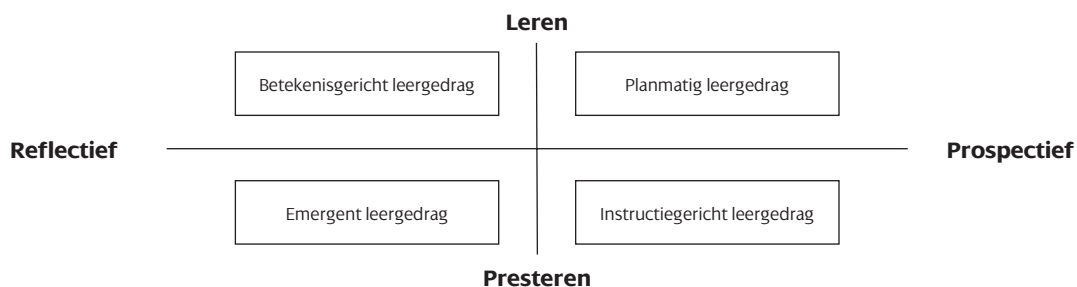 Leren
Betekenisgericht leergedrag
Planmatig leergedrag
Reflectief
Prospectief
Emergent leergedrag
Instructiegericht leergedrag
Presteren